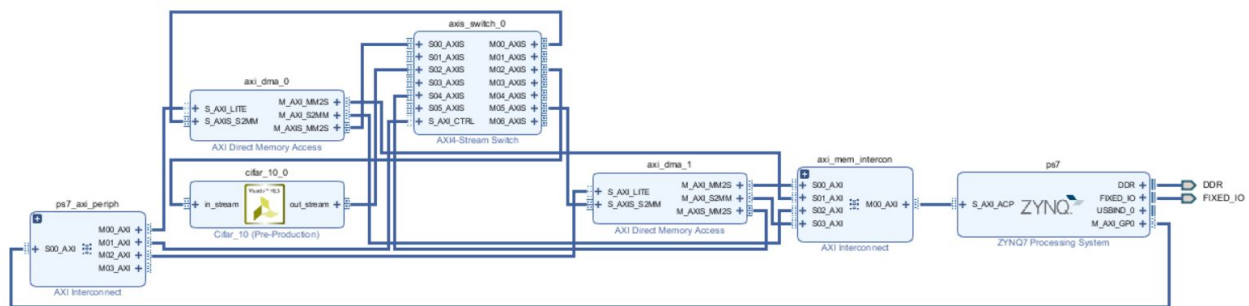 axis_switch_0
S00_AXIS M00_AXIS
S01_AXIS M01_AXIS
S02_AXIS M02_AXIS
S03_AXIS M03_AXIS
S04_AXIS M04_AXIS
S05_AXIS M05_AXIS
S_AXI_CTRL M06_AXIS
AXI4-Stream Switch
axi_dma_0
S_AXI_LITE
S_AXIS_S2MM
M_AXI_MM2S
M_AXI_S2MM
M_AXIS_MM2S
AXI Direct Memory Access
cifar_10_0
in_stream out_stream
Cifar_10 (Pre-Production)
ps7_axi_periph
S00_AXI
M00_AXI
M01_AXI
M02_AXI
M03_AXI
AXI Interconnect
axi_dma_1
S_AXI_LITE
S_AXIS_S2MM
M_AXI_MM2S
M_AXI_S2MM
M_AXIS_MM2S
AXI Direct Memory Access
axi_mem_intercon
S00_AXI
S01_AXI
S02_AXI
S03_AXI
M00_AXI
AXI Interconnect
ps7
S_AXI_ACP
ZYNQ
DDR
FIXED_IO
USBIND_0
M_AXI_GP0
ZYNQ7 Processing System
DDR
FIXED_IO